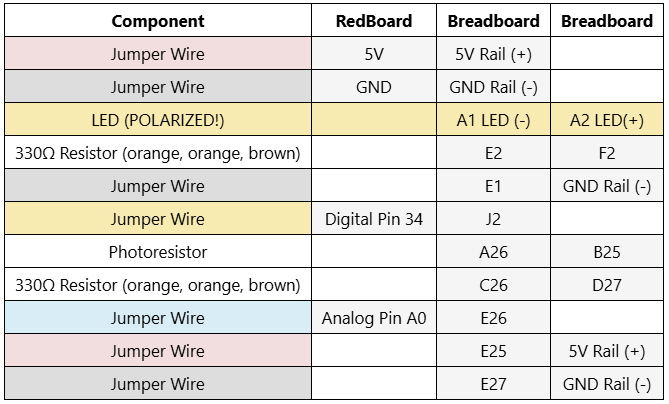 Component RedBoard Breadboard Breadboard
Jumper Wire 5V 5V Rail (+)
Jumper Wire GND GND Rail (-)
LED (POLARIZED!) A1 LED (-) A2 LED(+)
330Ω Resistor (orange, orange, brown) E2 F2
Jumper Wire E1 GND Rail (-)
Jumper Wire Digital Pin 34 J2
Photoresistor A26 B25
330Ω Resistor (orange, orange, brown) C26 D27
Jumper Wire Analog Pin A0 E26
Jumper Wire E25 5V Rail (+)
Jumper Wire E27 GND Rail (-)